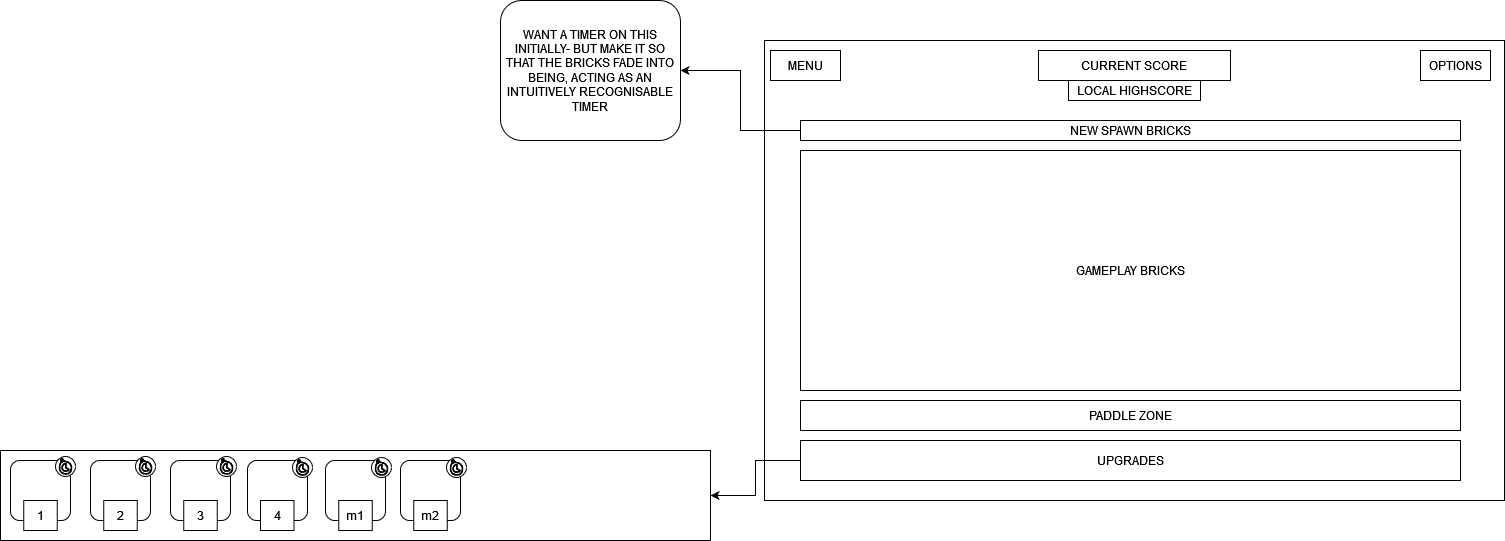 WANT A TIMER ON THIS
INITIALLY- BUT MAKE IT SO
THAT THE BRICKS FADE INTO
BEING, ACTING AS AN
INTUITIVELY RECOGNISABLE
TIMER
MENU
CURRENT SCORE
OPTIONS
LOCAL HIGHSCORE
NEW SPAWN BRICKS
GAMEPLAY BRICKS
PADDLE ZONE
UPGRADES
1
2
3
4
m1
m2